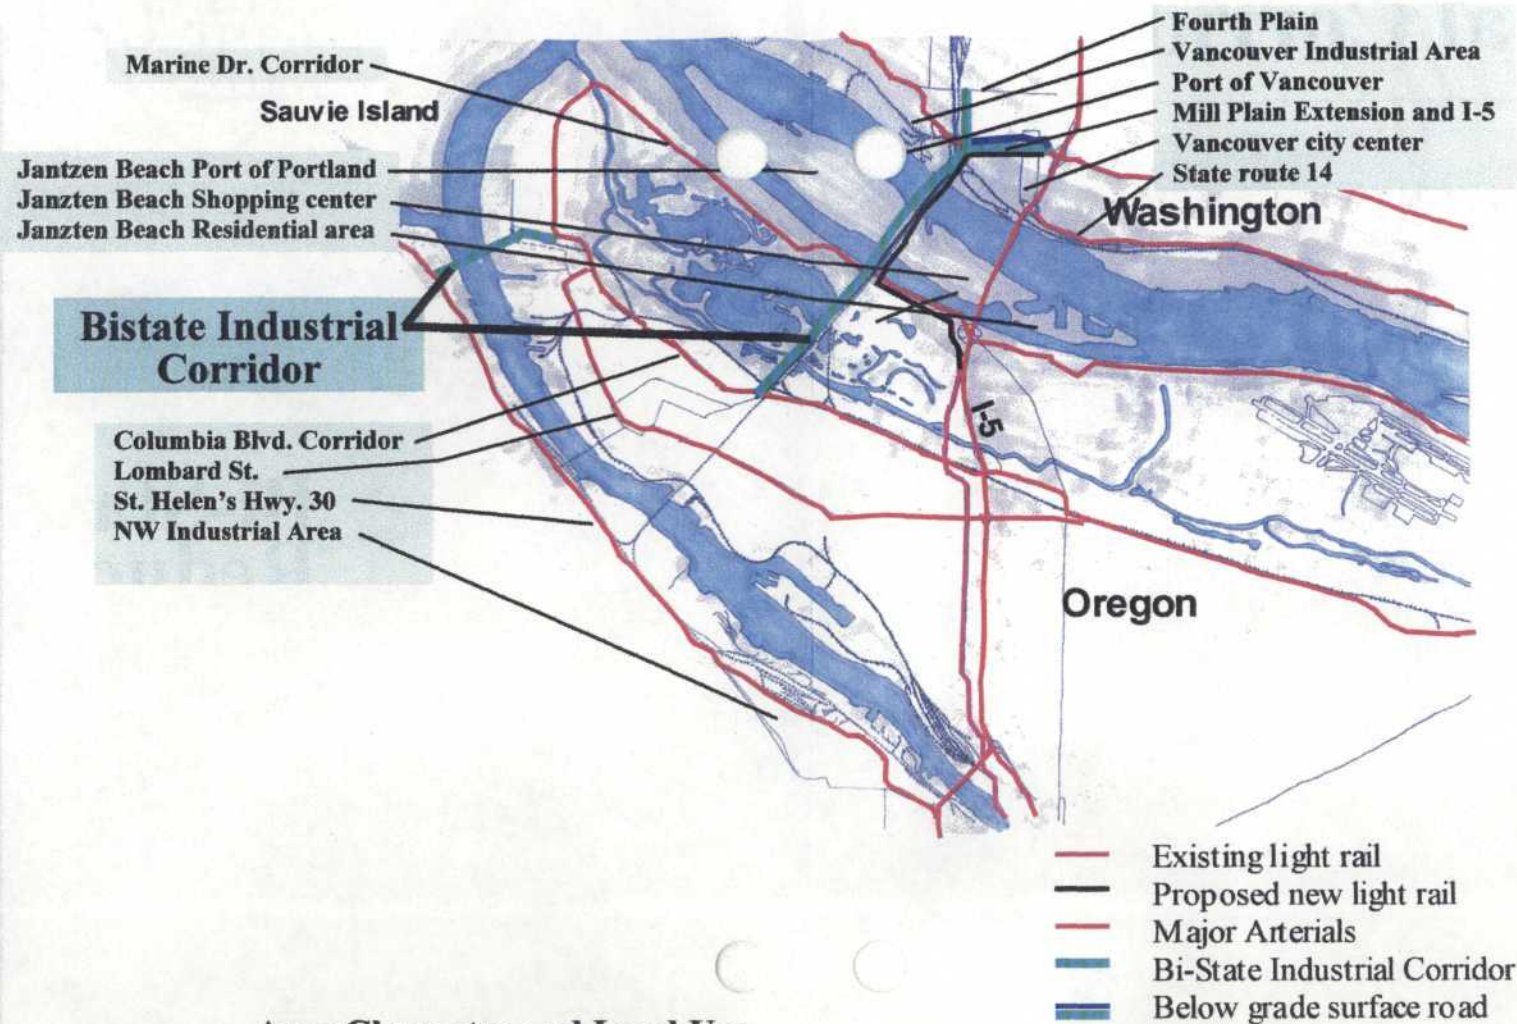 Marine Dr. Corridor
Sauvie Island
Jantzen Beach Port of Portland
Janzten Beach Shopping center
Janzten Beach Residential area
Bistate Industrial
Corridor
Columbia Blvd. Corridor
Lombard St.
St. Helen's Hwy. 30
NW Industrial Area
Fourth Plain
Vancouver Industrial Area
Port of Vancouver
Mill Plain Extension and I-5
Vancouver city center
State route 14
Washington
I-5
Oregon
Existing light rail
Proposed new light rail
Major Arterials
Bi-State Industrial Corridor
Below grade surface road